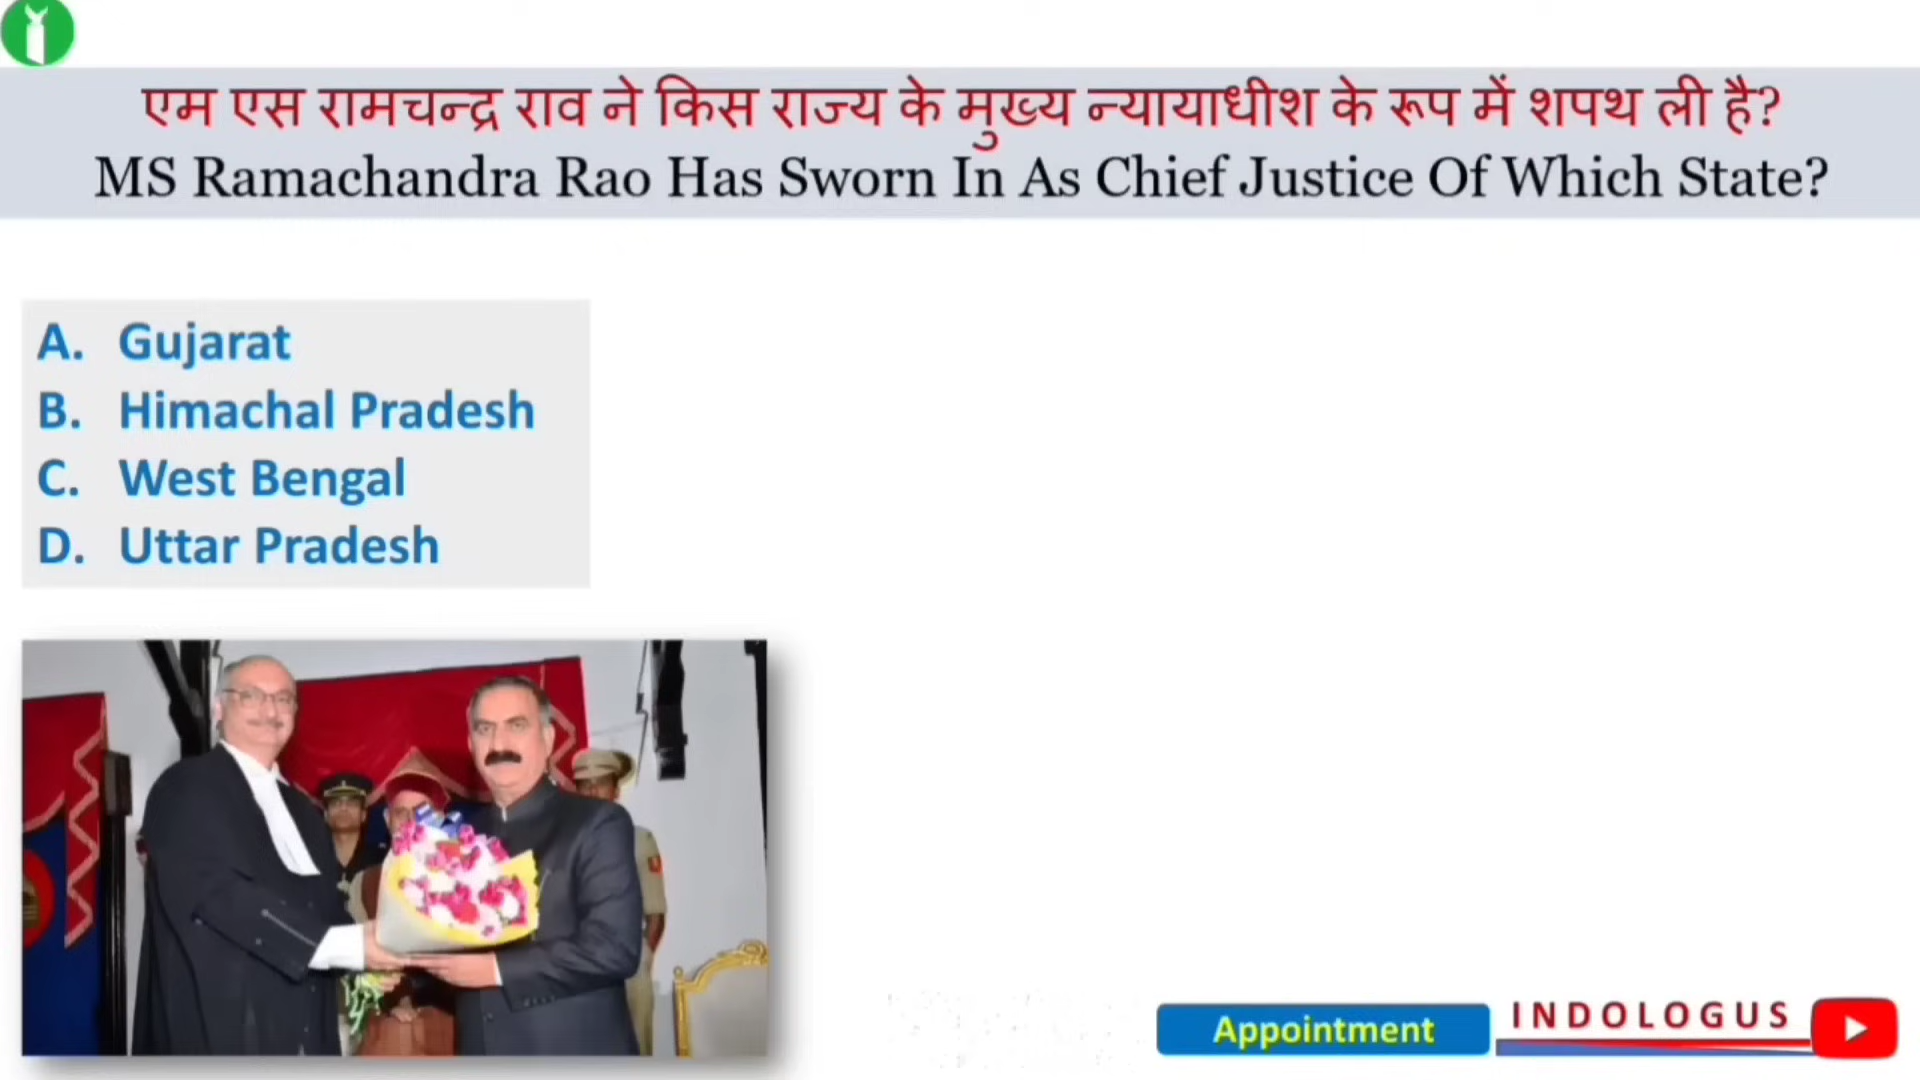 एम एस रामचन्द्र राव ने किस राज्य के मुख्य न्यायाधीश के रूप में शपथ ली है?
MS Ramachandra Rao Has Sworn In As Chief Justice Of Which State?
A. Gujarat
B. Himachal Pradesh
C. West Bengal
D. Uttar Pradesh
Appointment
INDOLOGUS